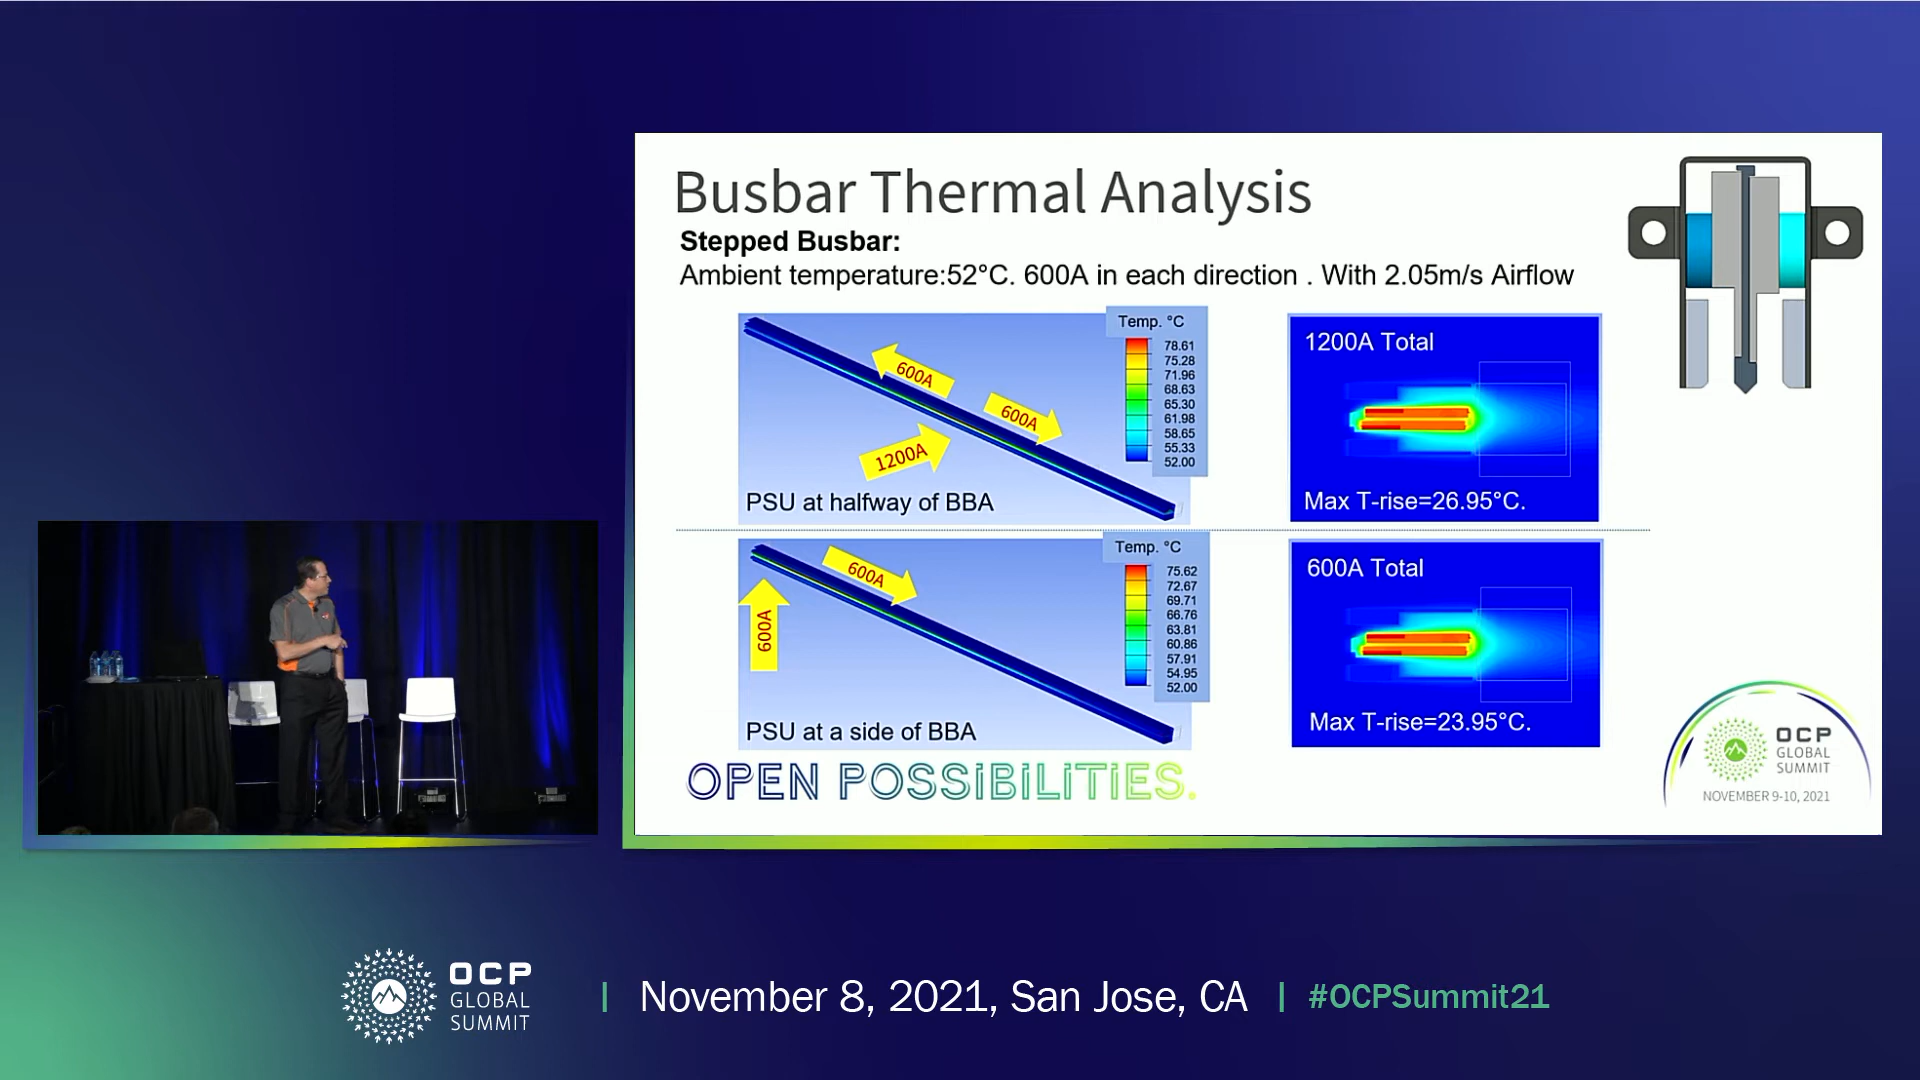 Busbar Thermal Analysis
Stepped Busbar:
Ambient temperature:52°C. 600A in each direction . With 2.05m/s Airflow
600A
600A
1200A
PSU at halfway of BBA
Temp. °C
78.61
75.28
71.96
68.63
65.30
61.98
58.65
55.33
52.00
1200A Total
Max T-rise=26.95°C.
600A
600A
PSU at a side of BBA
Temp. °C
75.62
72.67
69.71
66.76
63.81
60.86
57.91
54.95
52.00
600A Total
Max T-rise=23.95°C.
OPEN POSSIBILITIES.
OCP
GLOBAL
SUMMIT
NOVEMBER 9-10, 2021
OCP
GLOBAL
SUMMIT
| November 8, 2021, San Jose, CA | #OCPSummit21